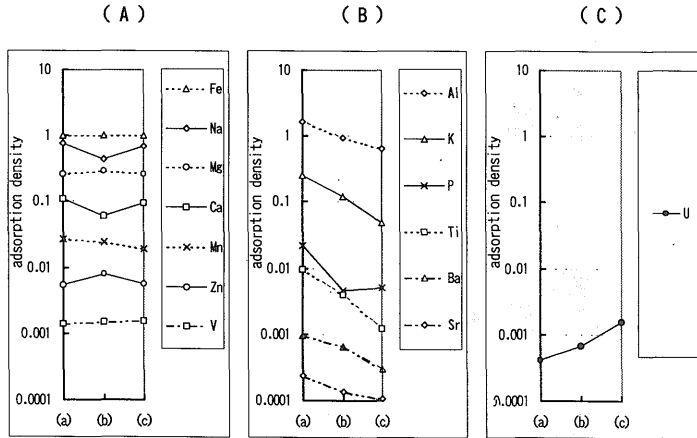 (A)
10
1
0.1
0.01
0.001
0.0001
adsorption density
(a) (b) (c)
Fe
Na
Mg
Ca
Mn
Zn
V
(B)
10
1
0.1
0.01
0.001
0.0001
adsorption density
(a) (b) (c)
Al
K
P
Ti
Ba
Sr
(C)
10
1
0.1
0.01
0.001
0.0001
adsorption density
(a) (b) (c)
U